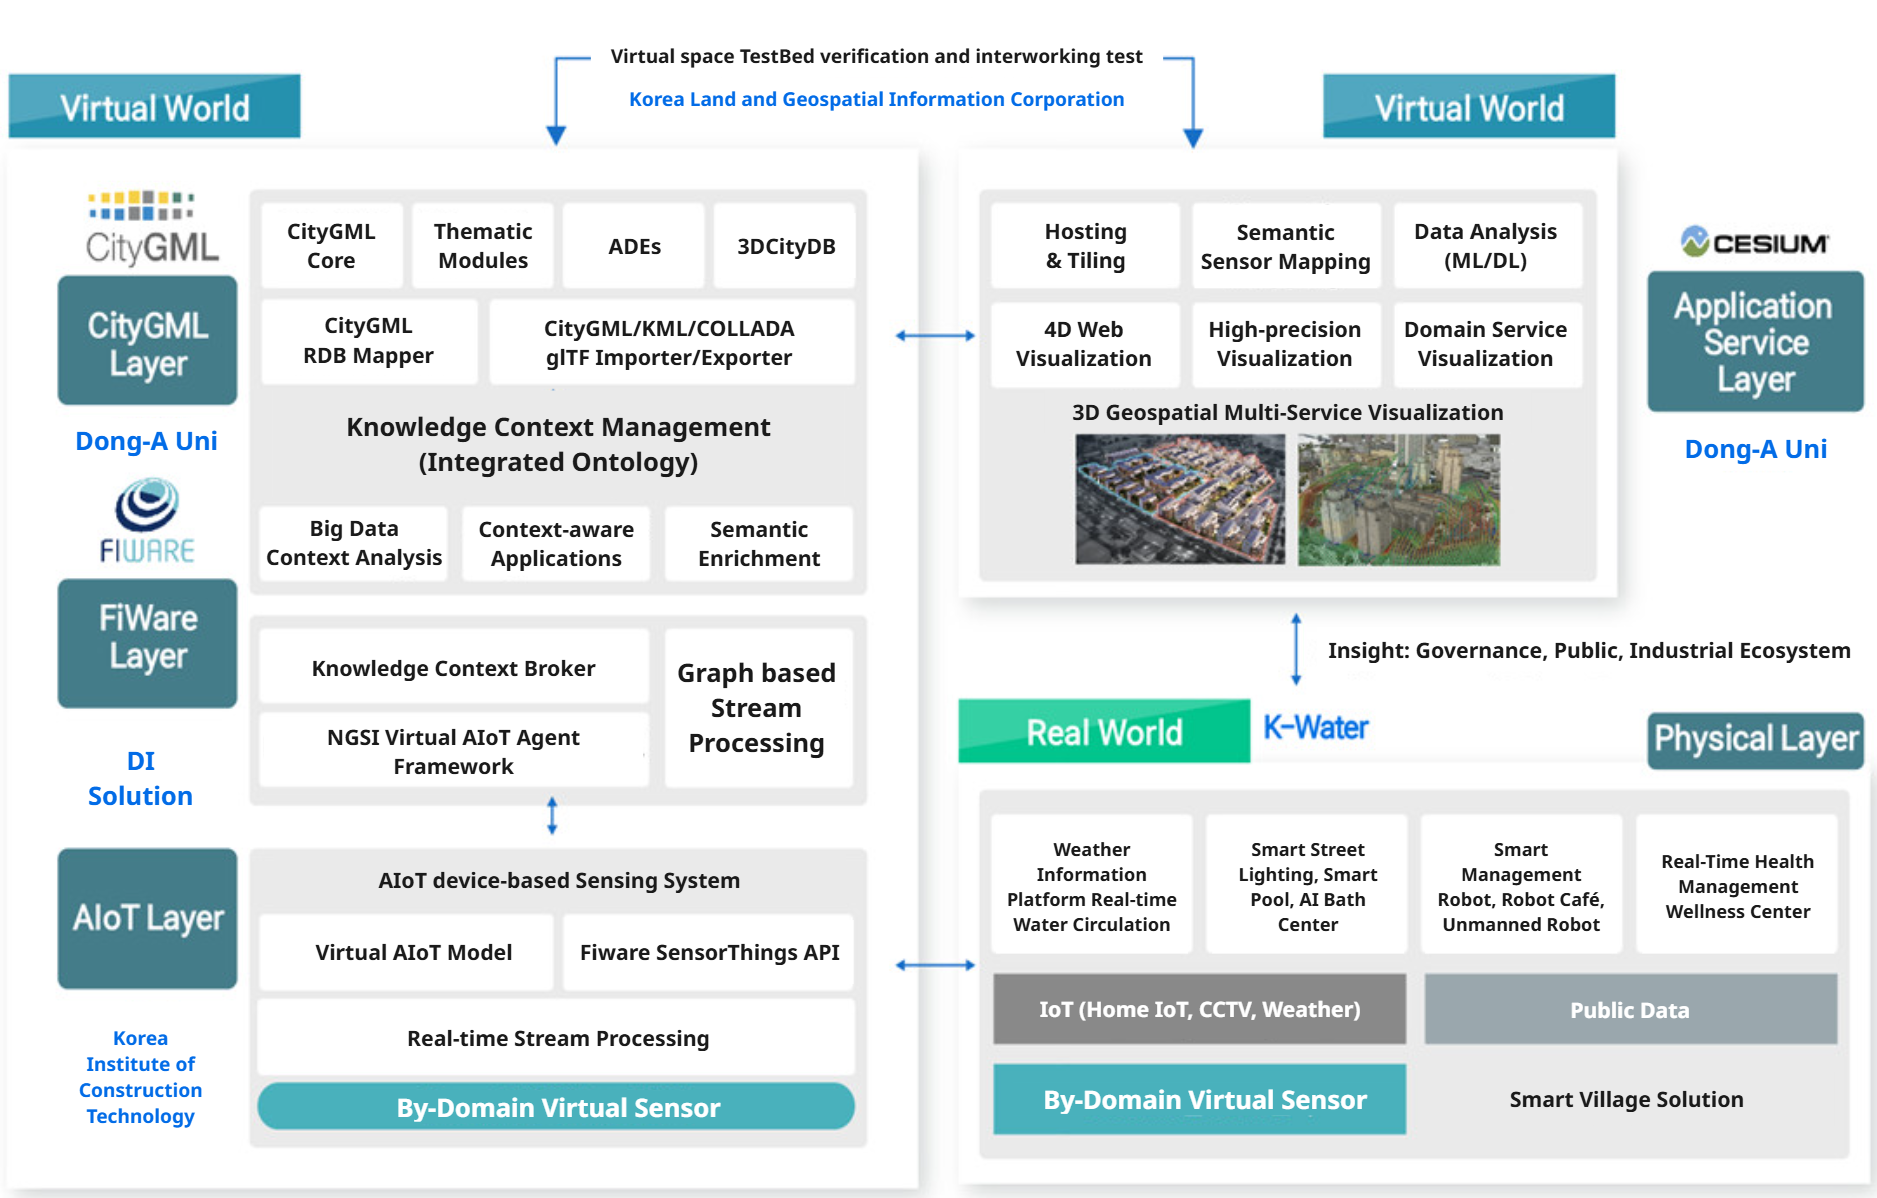 Virtual space TestBed verification and interworking test
Korea Land and Geospatial Information Corporation
Virtual World
CityGML
CityGML
Layer
Dong-A Uni
CityGML
Core
Thematic
Modules
ADEs
3DCityDB
CityGML
RDB Mapper
CityGML/KML/COLLADA
glTF Importer/Exporter
Knowledge Context Management
(Integrated Ontology)
Big Data
Context Analysis
Context-aware
Applications
Semantic
Enrichment
FIWARE
FiWare
Layer
DI
Solution
Knowledge Context Broker
NGSI Virtual AIoT Agent
Framework
Graph based
Stream
Processing
AIoT Layer
Korea
Institute of
Construction
Technology
AIoT device-based Sensing System
Virtual AIoT Model
Fiware SensorThings API
Real-time Stream Processing
By-Domain Virtual Sensor
Virtual World
Hosting
& Tiling
Semantic
Sensor Mapping
Data Analysis
(ML/DL)
4D Web
Visualization
High-precision
Visualization
Domain Service
Visualization
3D Geospatial Multi-Service Visualization
CESIUM
Application
Service
Layer
Dong-A Uni
Insight: Governance, Public, Industrial Ecosystem
Real World
K-Water
Physical Layer
Weather
Information
Platform Real-time
Water Circulation
Smart Street
Lighting, Smart
Pool, AI Bath
Center
Smart
Management
Robot, Robot Café,
Unmanned Robot
Real-Time Health
Management
Wellness Center
IoT (Home IoT, CCTV, Weather)
Public Data
By-Domain Virtual Sensor
Smart Village Solution